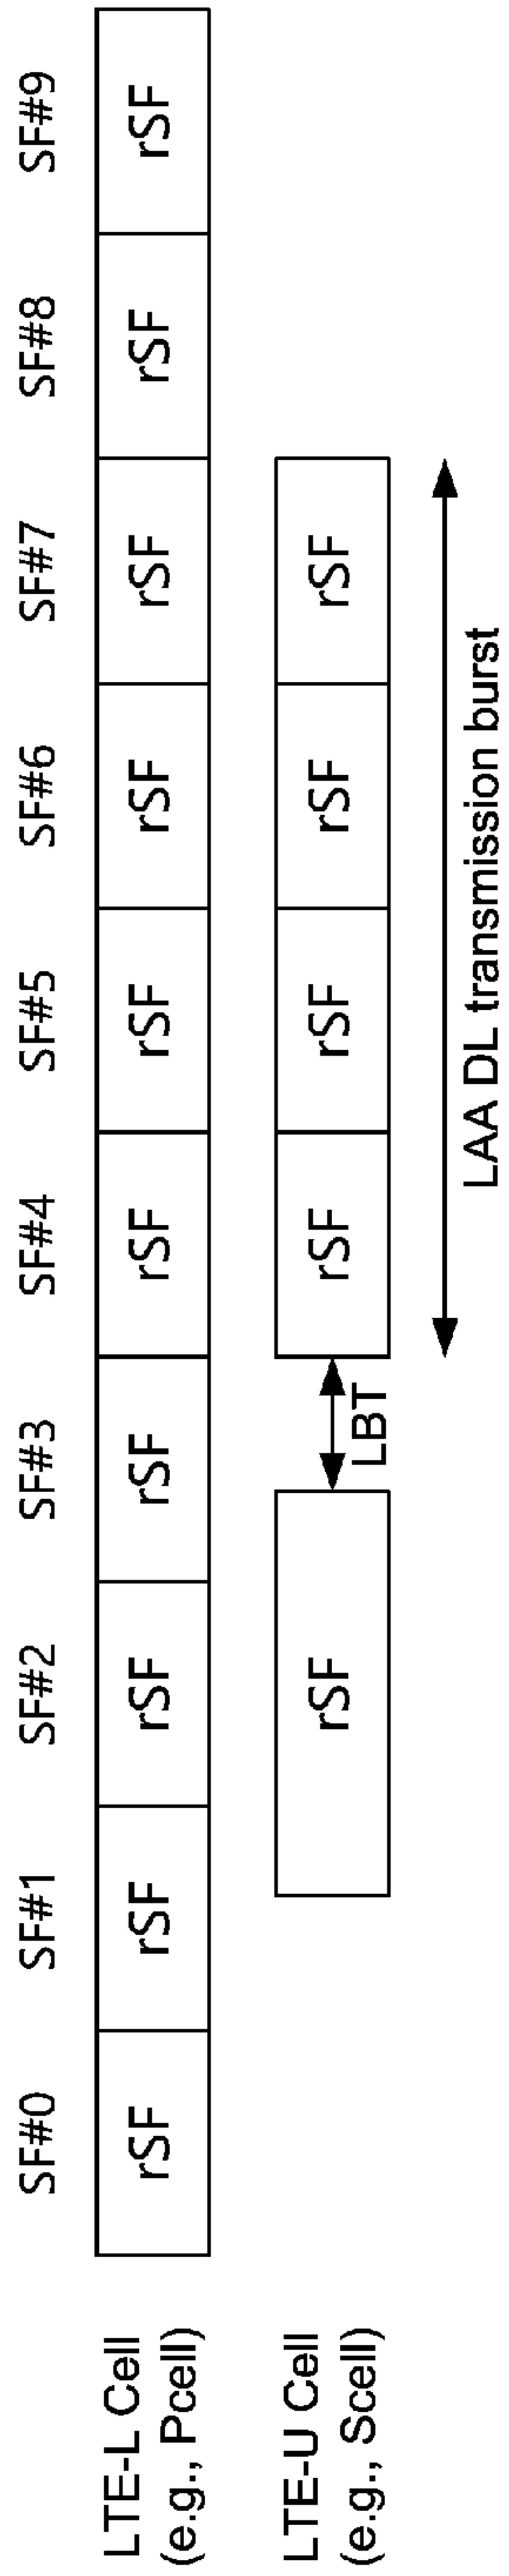 SF#0 SF#1 SF#2 SF#3 SF#4 SF#5 SF#6 SF#7 SF#8 SF#9
LTE-L Cell
(e.g., Pcell)
rSF rSF rSF rSF rSF rSF rSF rSF rSF rSF
LTE-U Cell
(e.g., Scell)
rSF rSF rSF rSF rSF
LBT
LAA DL transmission burst